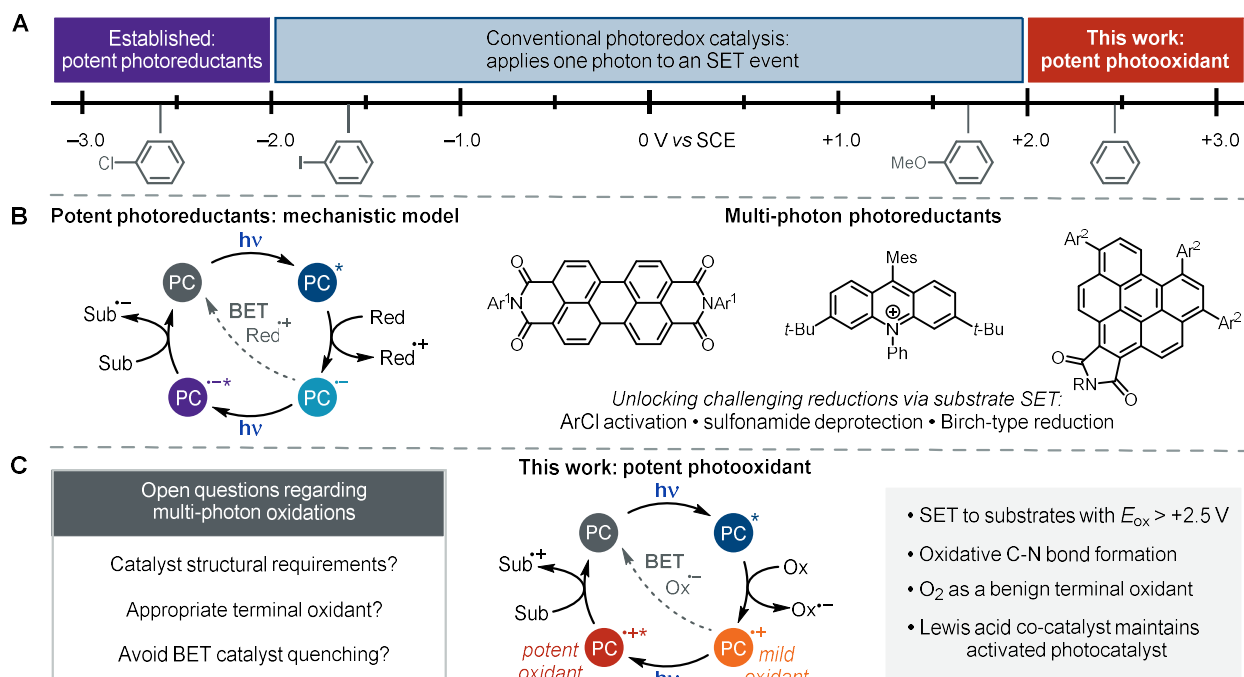 A
Established:
potent photoreductants
Conventional photoredox catalysis:
applies one photon to an SET event
This work:
potent photooxidant
–3.0
–2.0
–1.0
0 V vs SCE
+1.0
+2.0
+3.0
Cl
I
MeO
B
Potent photoreductants: mechanistic model
hν
PC
PC*
Sub•–
Sub
BET
Red•+
Red
Red•+
PC•–*
PC•–
hν
Multi-photon photoreductants
O
O
Ar1–N
N–Ar1
O
O
Mes
t-Bu
t-Bu
N
+
Ph
Ar2
Ar2
Ar2
O
RN
O
Unlocking challenging reductions via substrate SET:
ArCl activation • sulfonamide deprotection • Birch-type reduction
C
Open questions regarding
multi-photon oxidations
Catalyst structural requirements?
Appropriate terminal oxidant?
Avoid BET catalyst quenching?
This work: potent photooxidant
hν
PC
PC*
Sub•+
Sub
BET
Ox•–
Ox
Ox•–
PC•+*
PC•+
potent
oxidant
mild
oxidant
hν
• SET to substrates with Eox > +2.5 V
• Oxidative C-N bond formation
• O2 as a benign terminal oxidant
• Lewis acid co-catalyst maintains
activated photocatalyst